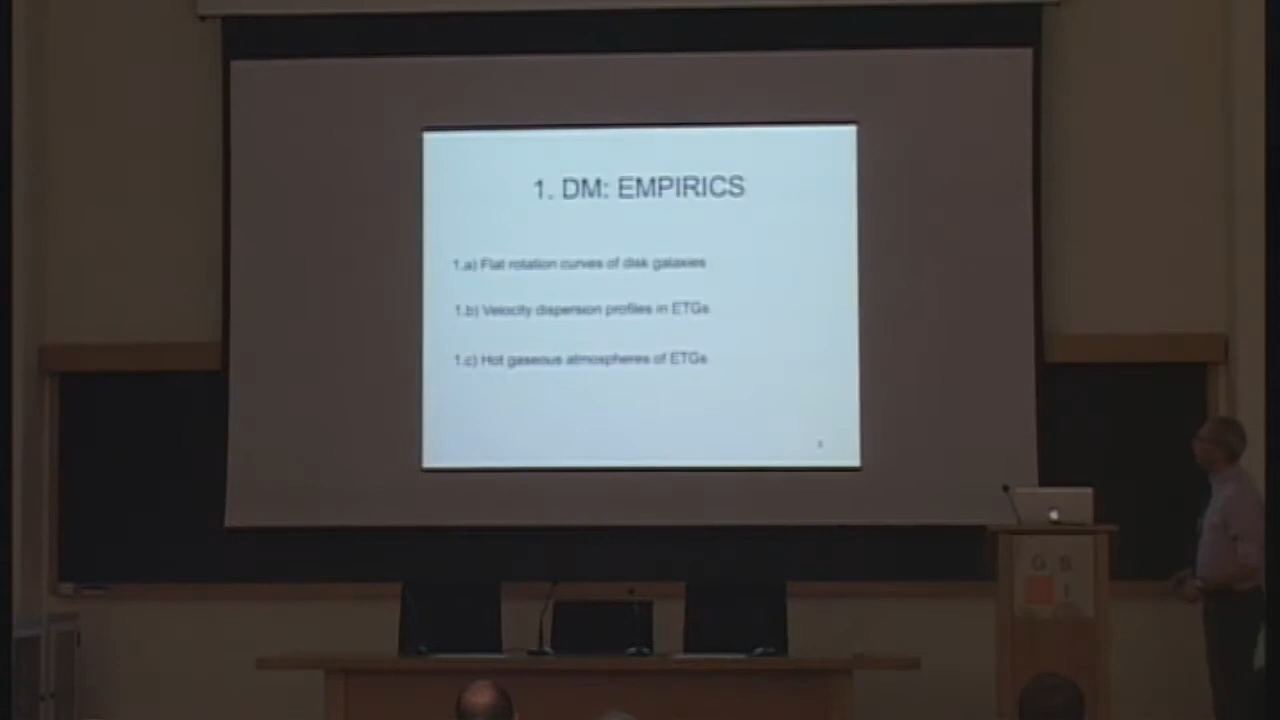 1. DM: EMPIRICS
1.a) Flat rotation curves of disk galaxies
1.b) Velocity dispersion profiles in ETGs
1.c) Hot gaseous atmospheres of ETGs
G S
I